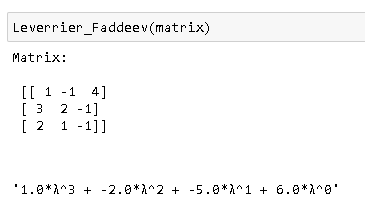 Leverrier_Faddeev(matrix)
Matrix:
[[ 1 -1  4]
[ 3  2 -1]
[ 2  1 -1]]
'1.0*λ^3 + -2.0*λ^2 + -5.0*λ^1 + 6.0*λ^0'